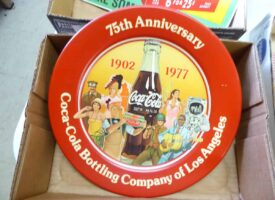 75th Anniversary
1902 1977
Coca-Cola
Coca-Cola Bottling Company of Los Angeles